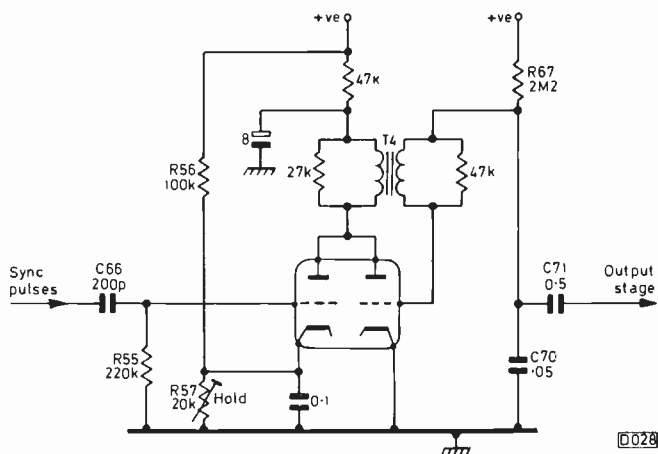 +ve
+ve
47k
R67
2M2
8
T4
R56
100k
27k
47k
Sync
pulses
C66
200p
C71
0·5
Output
stage
R55
220k
R57
20k
Hold
0·1
C70
·05
D028